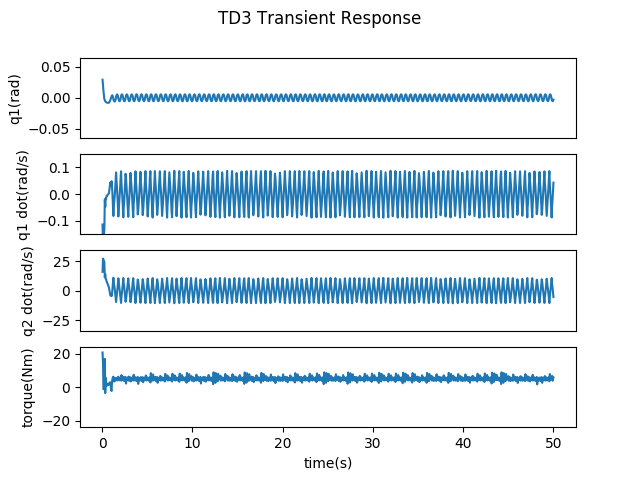 TD3 Transient Response
q1(rad)
0.05
0.00
−0.05
q1 dot(rad/s)
0.1
0.0
−0.1
q2 dot(rad/s)
25
0
−25
torque(Nm)
20
0
−20
0 10 20 30 40 50
time(s)